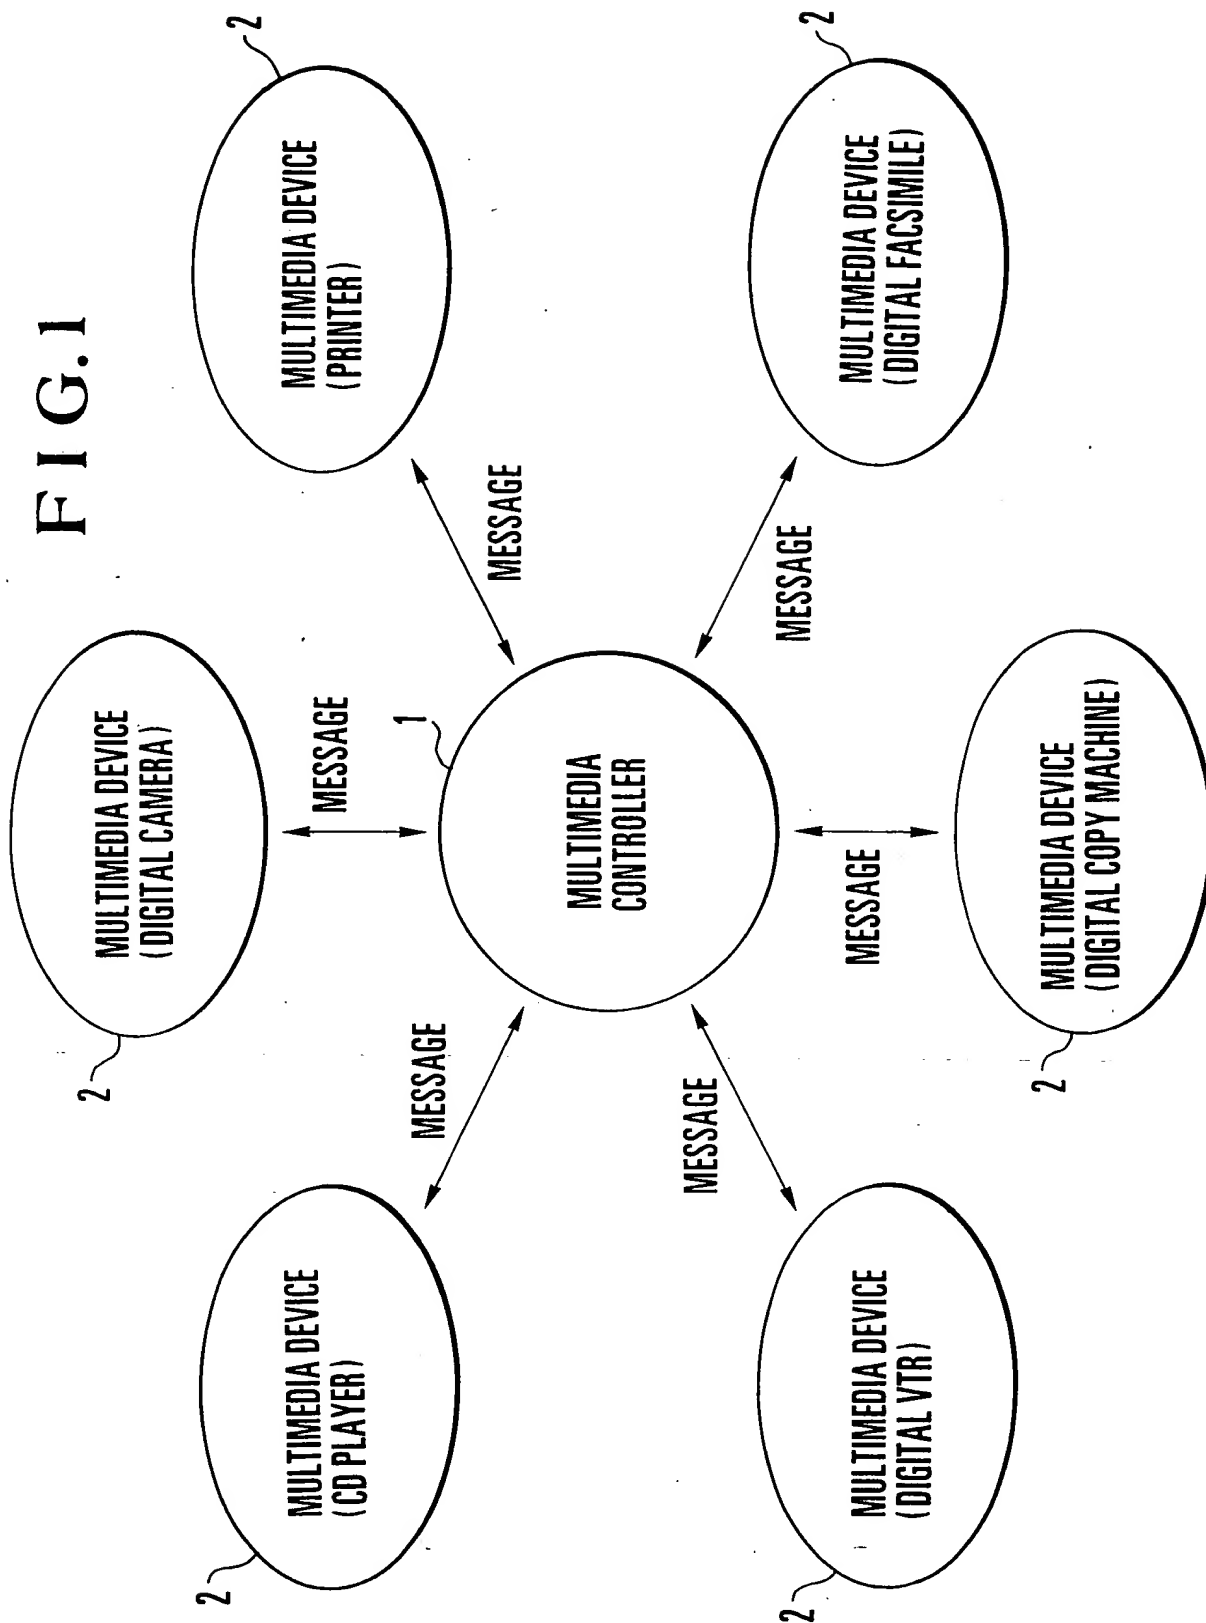 FIG.1
2
MULTIMEDIA DEVICE
(DIGITAL CAMERA)
2
MULTIMEDIA DEVICE
(CD PLAYER)
2
MULTIMEDIA DEVICE
(PRINTER)
MESSAGE
MESSAGE
MESSAGE
1
MULTIMEDIA
CONTROLLER
MESSAGE
MESSAGE
MESSAGE
2
MULTIMEDIA DEVICE
(DIGITAL VTR)
2
MULTIMEDIA DEVICE
(DIGITAL COPY MACHINE)
2
MULTIMEDIA DEVICE
(DIGITAL FACSIMILE)